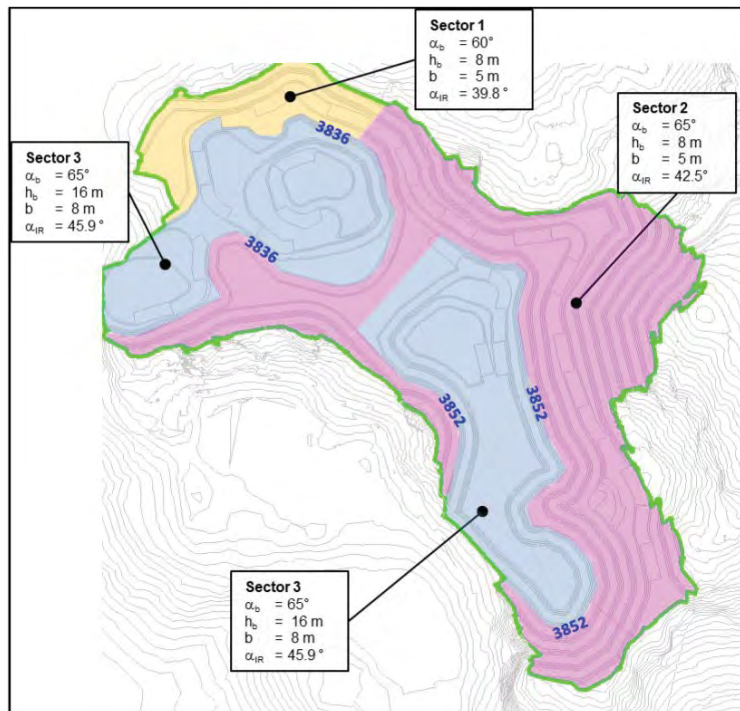 Sector 1
αb = 60°
hb = 8 m
b = 5 m
αIR = 39.8°
Sector 2
αb = 65°
hb = 8 m
b = 5 m
αIR = 42.5°
Sector 3
αb = 65°
hb = 16 m
b = 8 m
αIR = 45.9°
3836
3836
3852
3852
Sector 3
αb = 65°
hb = 16 m
b = 8 m
αIR = 45.9°
3852